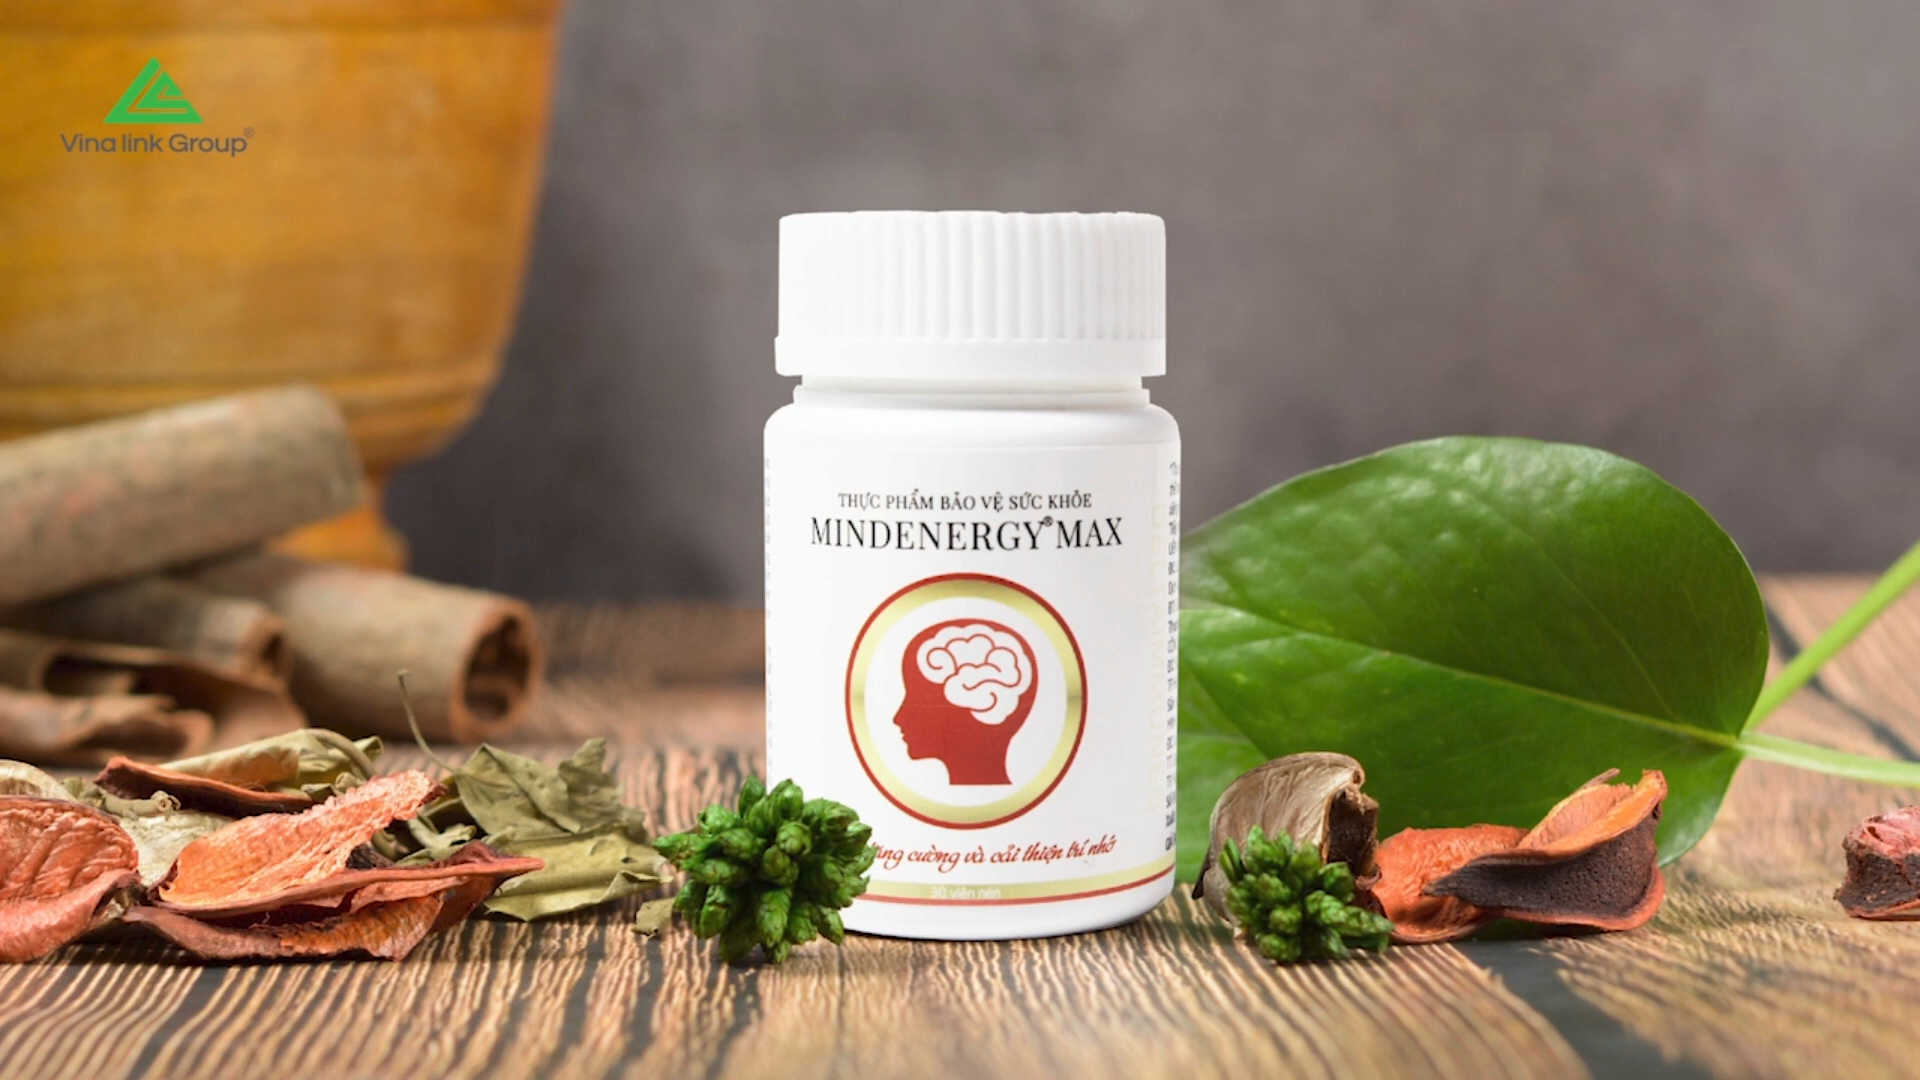 Vina link Group®
THỰC PHẨM BẢO VỆ SỨC KHỎE
MINDENERGY® MAX
cường và cải thiện trí nhớ
30 viên nén